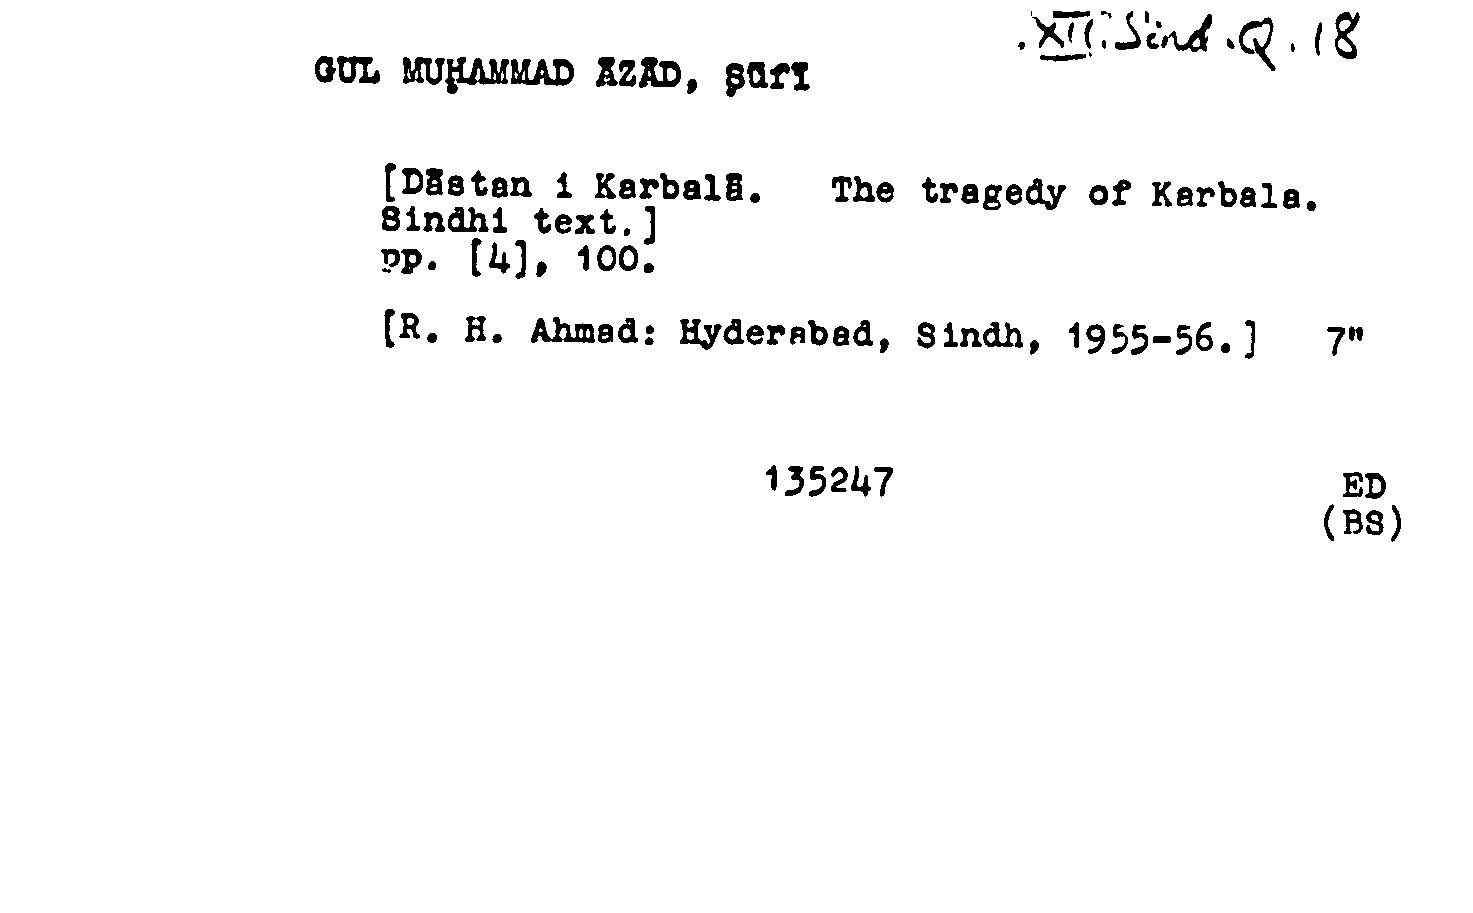 .XII. Sind .Q. 18
GUL MUḤAMMAD ĀZĀD, Ṣūfī
[Dāstan i Karbalā. The tragedy of Karbala.
Sindhi text.]
pp. [4], 100.
[R. H. Ahmad: Hyderabad, Sindh, 1955-56.] 7"
135247
ED
(BS)